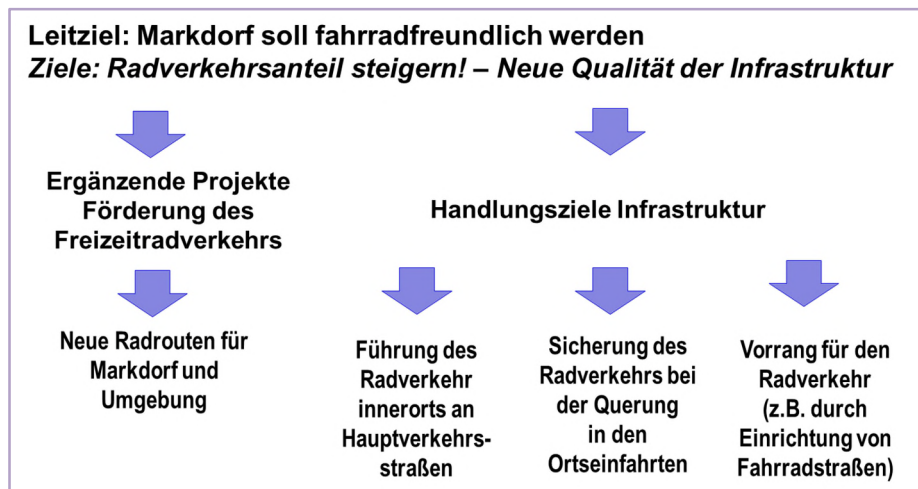 Leitziel: Markdorf soll fahrradfreundlich werden
Ziele: Radverkehrsanteil steigern! – Neue Qualität der Infrastruktur
Ergänzende Projekte
Förderung des
Freizeitradverkehrs
Handlungsziele Infrastruktur
Neue Radrouten für
Markdorf und
Umgebung
Führung des
Radverkehr
innerorts an
Hauptverkehrs-
straßen
Sicherung des
Radverkehrs bei
der Querung
in den
Ortseinfahrten
Vorrang für den
Radverkehr
(z.B. durch
Einrichtung von
Fahrradstraßen)